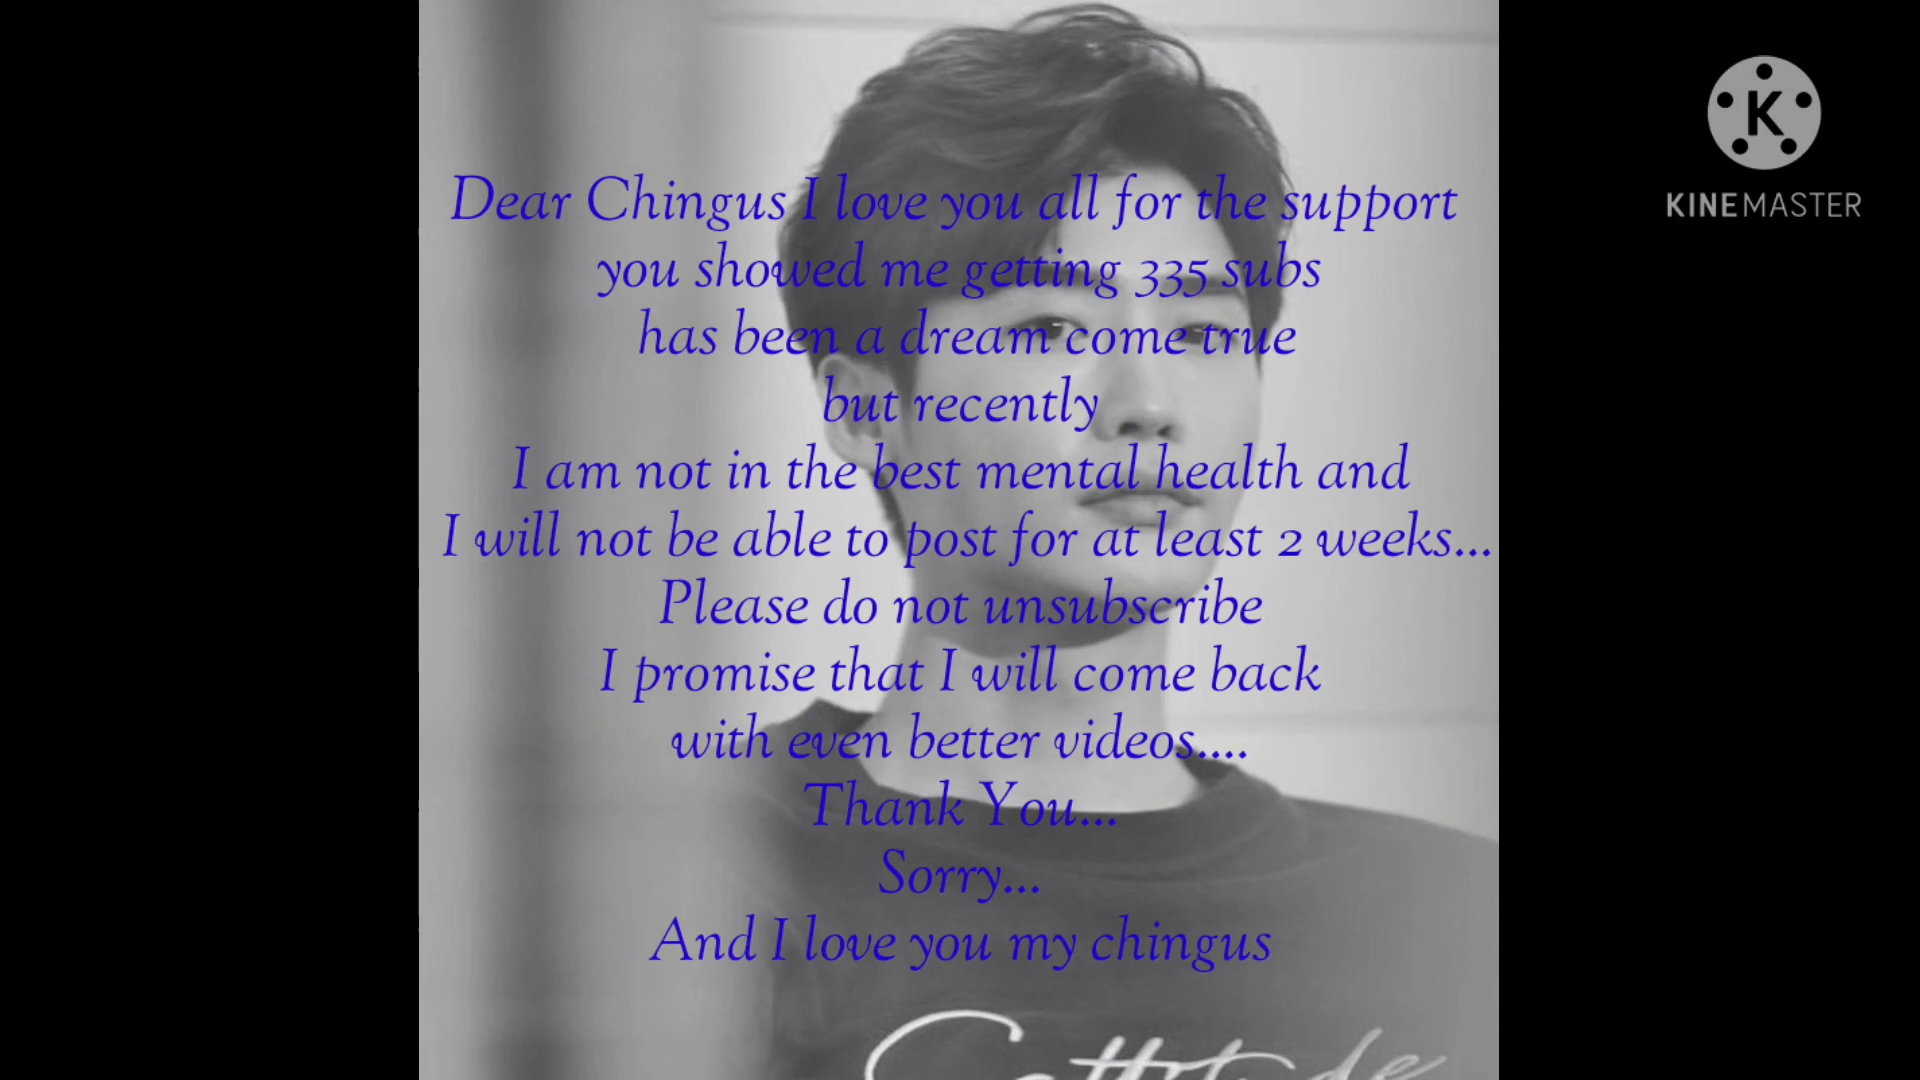 Dear Chingus I love you all for the support
you showed me getting 335 subs
has been a dream come true
but recently
I am not in the best mental health and
I will not be able to post for at least 2 weeks...
Please do not unsubscribe
I promise that I will come back
with even better videos....
Thank You...
Sorry...
And I love you my chingus
K
KINEMASTER